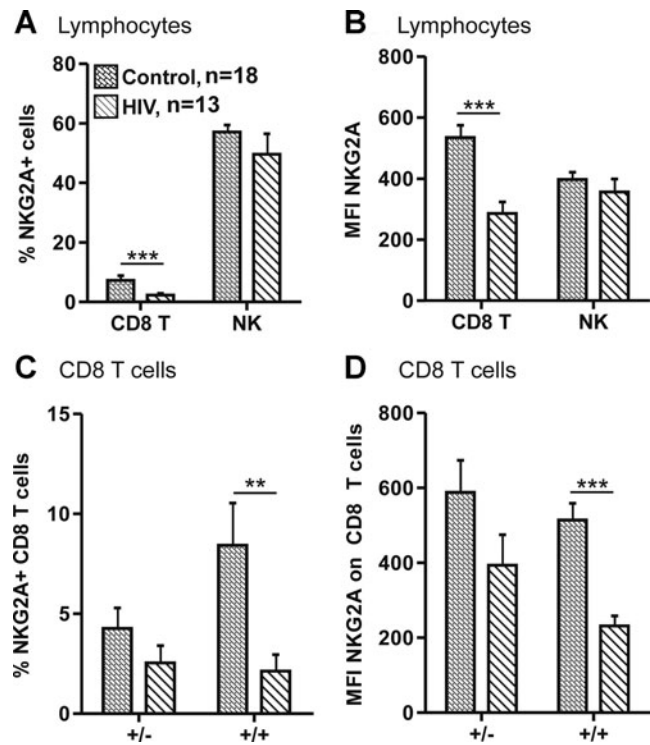 A Lymphocytes
% NKG2A+ cells
80
60
40
20
0
Control, n=18
HIV, n=13
***
CD8 T NK
B Lymphocytes
MFI NKG2A
800
600
400
200
0
***
CD8 T NK
C CD8 T cells
% NKG2A+ CD8 T cells
15
10
5
0
**
+/- +/+
D CD8 T cells
MFI NKG2A on CD8 T cells
800
600
400
200
0
***
+/- +/+